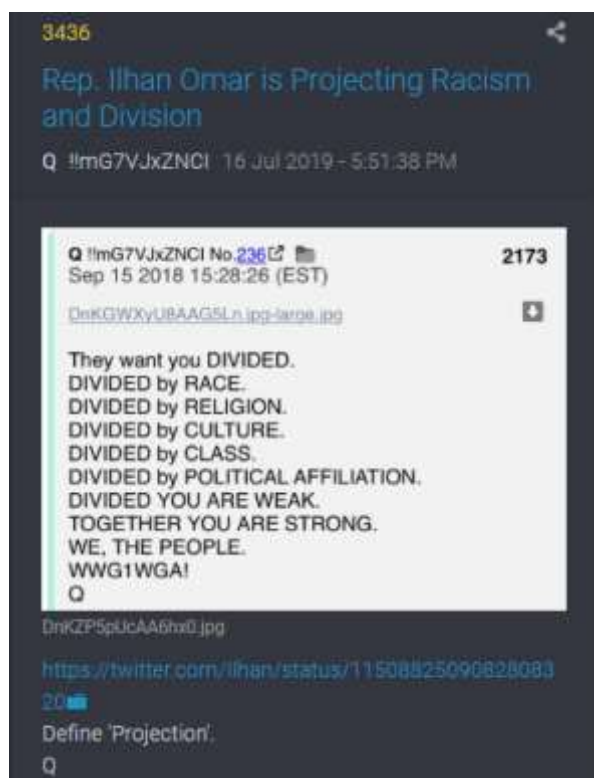 3436
Rep. Ilhan Omar is Projecting Racism
and Division
Q !!mG7VJxZNCI 16 Jul 2019 - 5:51:38 PM
Q !!mG7VJxZNCI No.236
2173
Sep 15 2018 15:28:26 (EST)
DnKGWXyU8AAG5Ln.jpg-large.jpg
They want you DIVIDED.
DIVIDED by RACE.
DIVIDED by RELIGION.
DIVIDED by CULTURE.
DIVIDED by CLASS.
DIVIDED by POLITICAL AFFILIATION.
DIVIDED YOU ARE WEAK.
TOGETHER YOU ARE STRONG.
WE, THE PEOPLE.
WWG1WGA!
Q
DnKZP5pUcAA6hx0.jpg
https://twitter.com/Ilhan/status/11508825090828083
20
Define 'Projection'.
Q